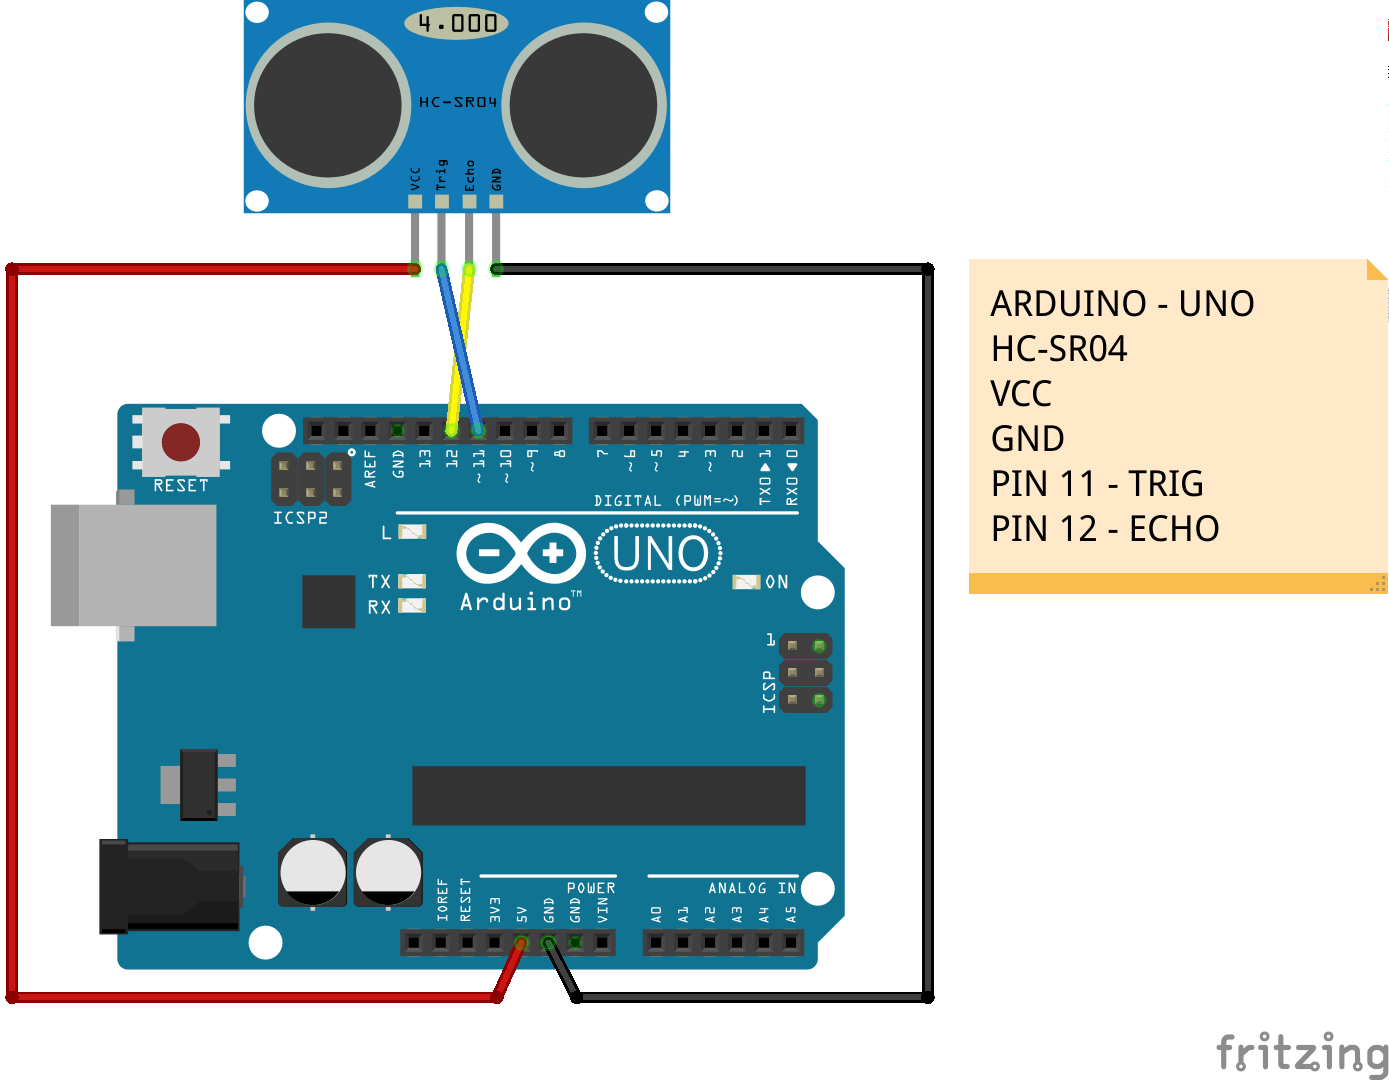 4.000
HC-SR04
VCC
Trig
Echo
GND
ARDUINO - UNO
HC-SR04
VCC
GND
PIN 11 - TRIG
PIN 12 - ECHO
RESET
ICSP2
AREF
GND
13
12
~11
~10
~9
8
7
~6
~5
4
~3
2
TX0▶1
RX0◀0
DIGITAL (PWM=~)
L
TX
RX
UNO
Arduino™
ON
1
ICSP
IOREF
RESET
3V3
5V
GND
GND
VIN
POWER
ANALOG IN
A0
A1
A2
A3
A4
A5
fritzing